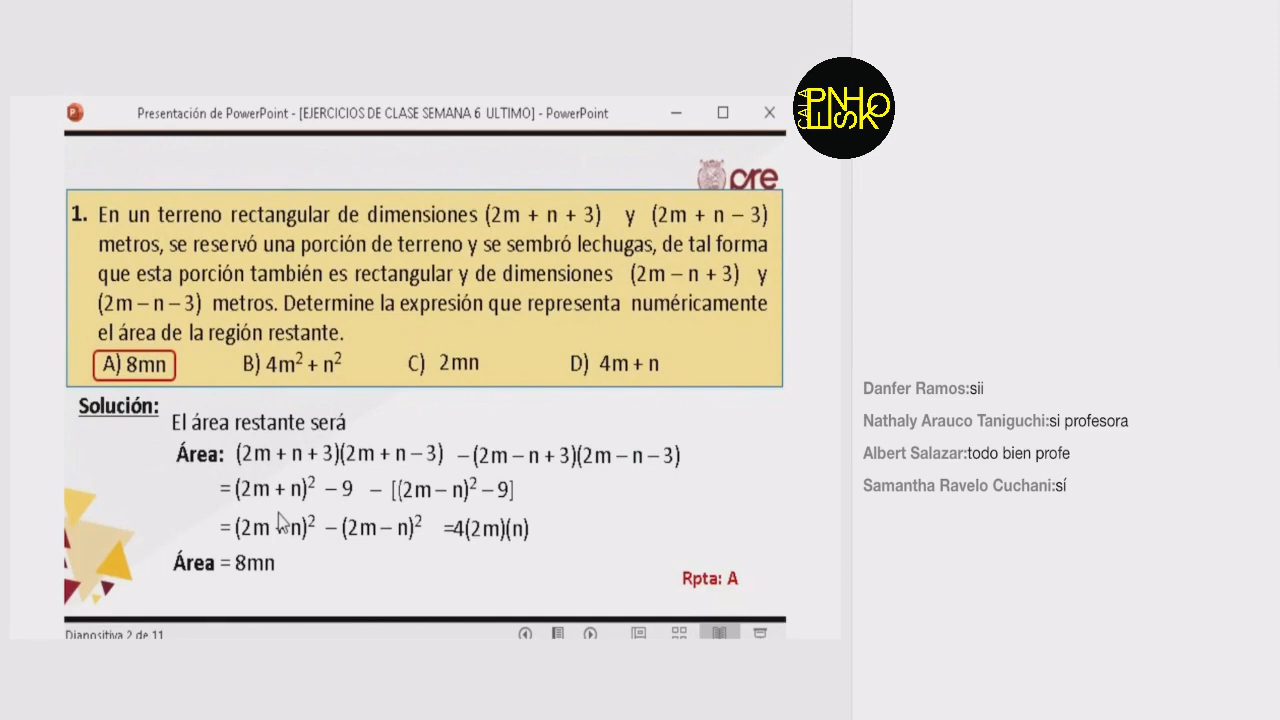 Presentación de PowerPoint - [EJERCICIOS DE CLASE SEMANA 6 ULTIMO] - PowerPoint
pre
1. En un terreno rectangular de dimensiones (2m + n + 3) y (2m + n − 3)
metros, se reservó una porción de terreno y se sembró lechugas, de tal forma
que esta porción también es rectangular y de dimensiones (2m − n + 3) y
(2m − n − 3) metros. Determine la expresión que representa numéricamente
el área de la región restante.
A) 8mn B) 4m² + n² C) 2mn D) 4m + n
Solución:
El área restante será
Área: (2m + n + 3)(2m + n − 3) − (2m − n + 3)(2m − n − 3)
= (2m + n)² − 9 − [(2m − n)² − 9]
= (2m + n)² − (2m − n)² =4(2m)(n)
Área = 8mn
Rpta: A
Diapositiva 2 de 11
Danfer Ramos:sii
Nathaly Arauco Taniguchi:si profesora
Albert Salazar:todo bien profe
Samantha Ravelo Cuchani:sí